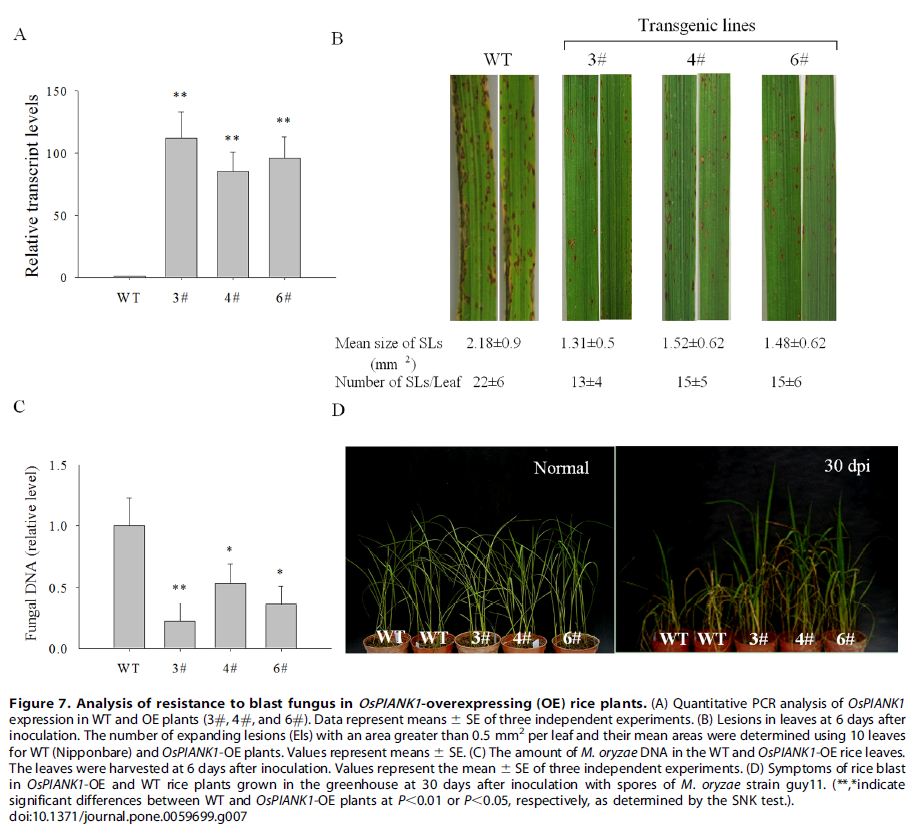 A
Relative transcript levels
150
100
50
0
**
**
**
WT 3# 4# 6#
B
Transgenic lines
WT 3# 4# 6#
Mean size of SLs 2.18±0.9 1.31±0.5 1.52±0.62 1.48±0.62
(mm 2)
Number of SLs/Leaf 22±6 13±4 15±5 15±6
C
Fungal DNA (relative level)
1.5
1.0
0.5
0.0
**
*
*
WT 3# 4# 6#
D
Normal
WT WT 3# 4# 6#
30 dpi
WT WT 3# 4# 6#
Figure 7. Analysis of resistance to blast fungus in OsPIANK1-overexpressing (OE) rice plants. (A) Quantitative PCR analysis of OsPIANK1
expression in WT and OE plants (3#, 4#, and 6#). Data represent means ± SE of three independent experiments. (B) Lesions in leaves at 6 days after
inoculation. The number of expanding lesions (Els) with an area greater than 0.5 mm² per leaf and their mean areas were determined using 10 leaves
for WT (Nipponbare) and OsPIANK1-OE plants. Values represent means ± SE. (C) The amount of M. oryzae DNA in the WT and OsPIANK1-OE rice leaves.
The leaves were harvested at 6 days after inoculation. Values represent the mean ± SE of three independent experiments. (D) Symptoms of rice blast
in OsPIANK1-OE and WT rice plants grown in the greenhouse at 30 days after inoculation with spores of M. oryzae strain guy11. (**,*indicate
significant differences between WT and OsPIANK1-OE plants at P<0.01 or P<0.05, respectively, as determined by the SNK test.).
doi:10.1371/journal.pone.0059699.g007